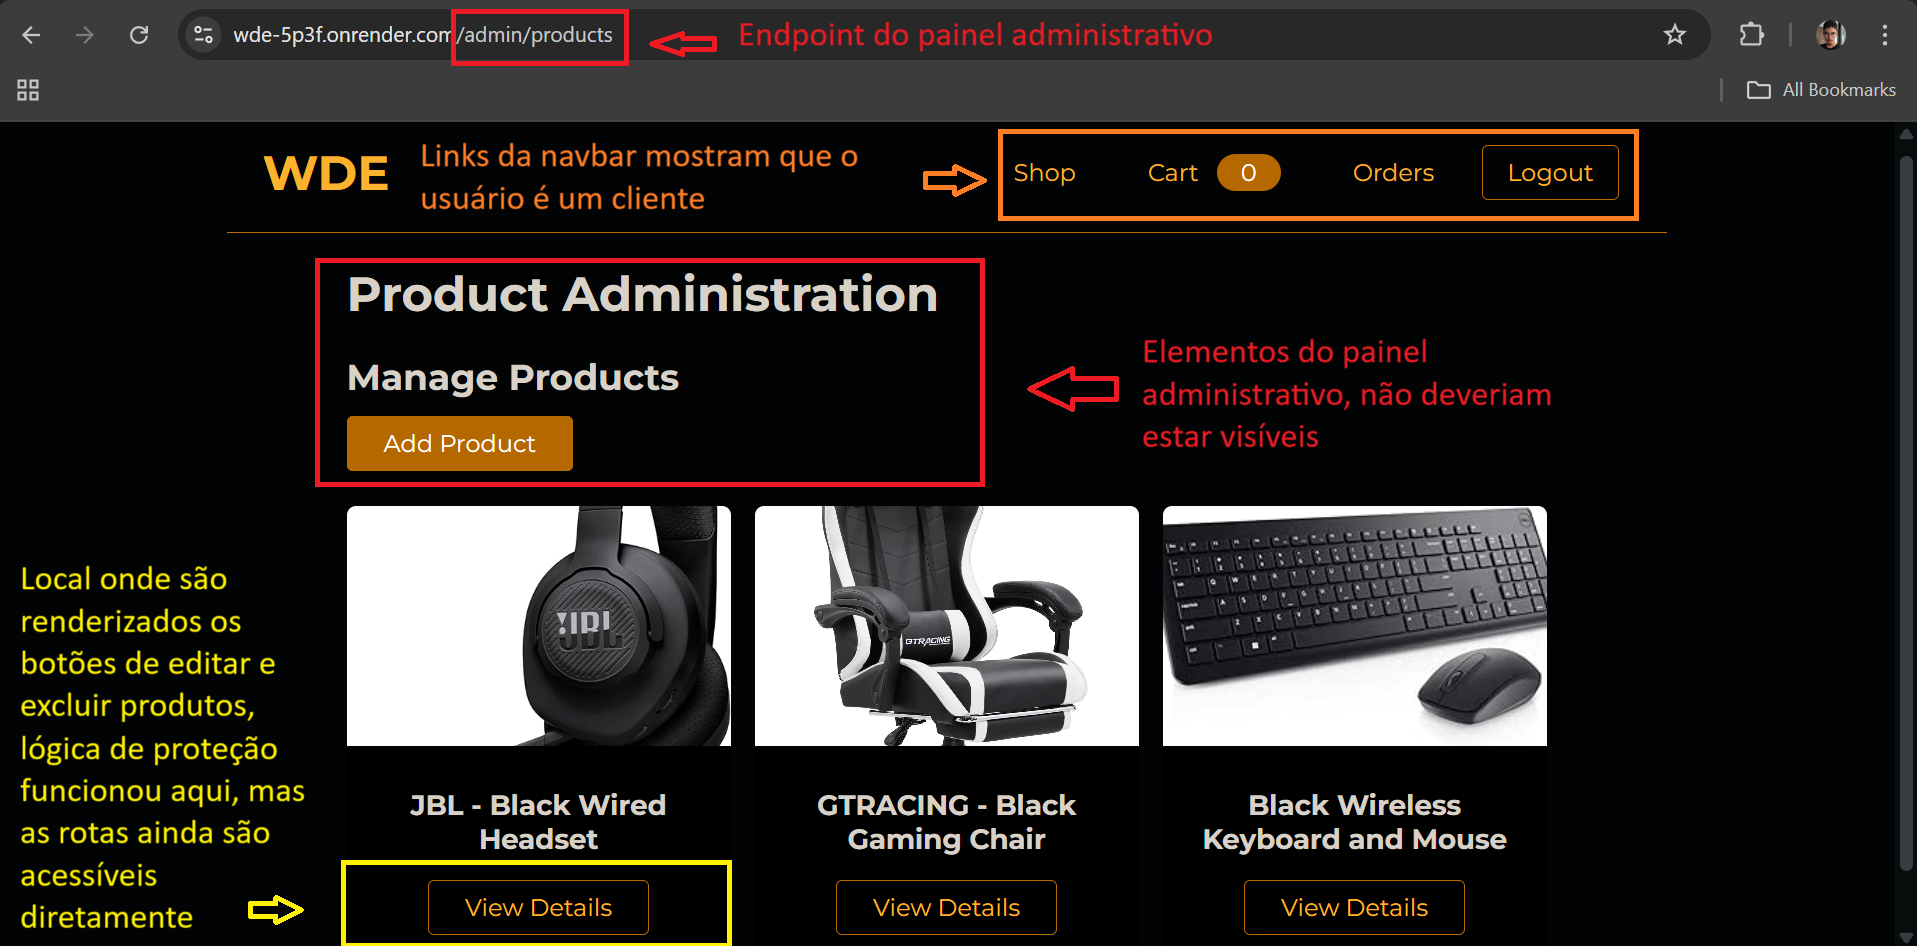 wde-5p3f.onrender.com/admin/products
Endpoint do painel administrativo
All Bookmarks
WDE
Links da navbar mostram que o
usuário é um cliente
Shop
Cart 0
Orders
Logout
Product Administration
Manage Products
Add Product
Elementos do painel
administrativo, não deveriam
estar visíveis
Local onde são
renderizados os
botões de editar e
excluir produtos,
lógica de proteção
funcionou aqui, mas
as rotas ainda são
acessíveis
diretamente
JBL
GTRACING
JBL - Black Wired
Headset
View Details
GTRACING - Black
Gaming Chair
View Details
Black Wireless
Keyboard and Mouse
View Details